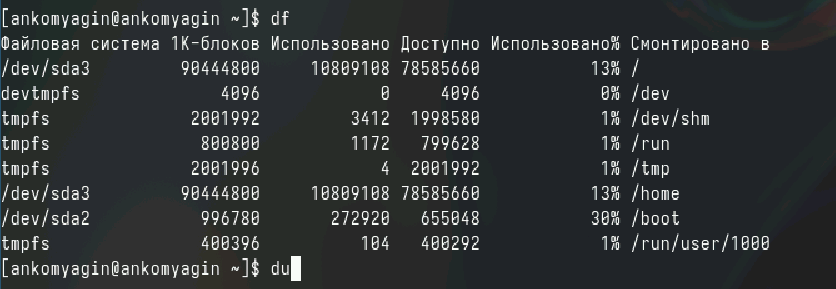 [ankomyagin@ankomyagin ~]$ df
Файловая система 1K-блоков Использовано Доступно Использовано% Смонтировано в
/dev/sda3 90444800 10809108 78585660 13% /
devtmpfs 4096 0 4096 0% /dev
tmpfs 2001992 3412 1998580 1% /dev/shm
tmpfs 800800 1172 799628 1% /run
tmpfs 2001996 4 2001992 1% /tmp
/dev/sda3 90444800 10809108 78585660 13% /home
/dev/sda2 996780 272920 655048 30% /boot
tmpfs 400396 104 400292 1% /run/user/1000
[ankomyagin@ankomyagin ~]$ du